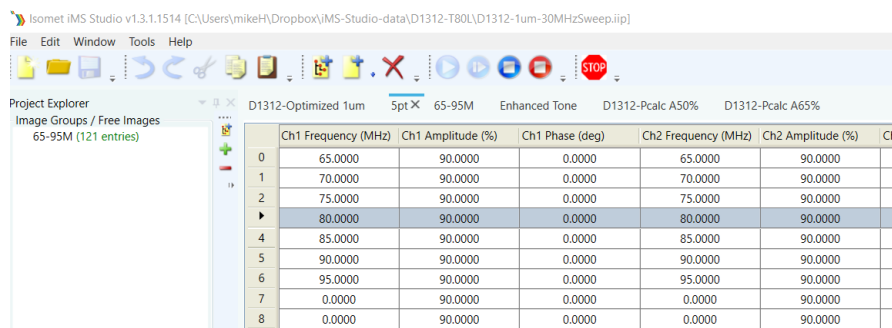 Isomet iMS Studio v1.3.1.1514 [C:\Users\mikeH\Dropbox\iMS-Studio-data\D1312-T80L\D1312-1um-30MHzSweep.iip]
File Edit Window Tools Help
STOP
Project Explorer
Image Groups / Free Images
65-95M (121 entries)
D1312-Optimized 1um 5pt 65-95M Enhanced Tone D1312-Pcalc A50% D1312-Pcalc A65%
Ch1 Frequency (MHz) Ch1 Amplitude (%) Ch1 Phase (deg) Ch2 Frequency (MHz) Ch2 Amplitude (%)
0 65.0000 90.0000 0.0000 65.0000 90.0000
1 70.0000 90.0000 0.0000 70.0000 90.0000
2 75.0000 90.0000 0.0000 75.0000 90.0000
80.0000 90.0000 0.0000 80.0000 90.0000
4 85.0000 90.0000 0.0000 85.0000 90.0000
5 90.0000 90.0000 0.0000 90.0000 90.0000
6 95.0000 90.0000 0.0000 95.0000 90.0000
7 0.0000 90.0000 0.0000 0.0000 90.0000
8 0.0000 90.0000 0.0000 0.0000 90.0000